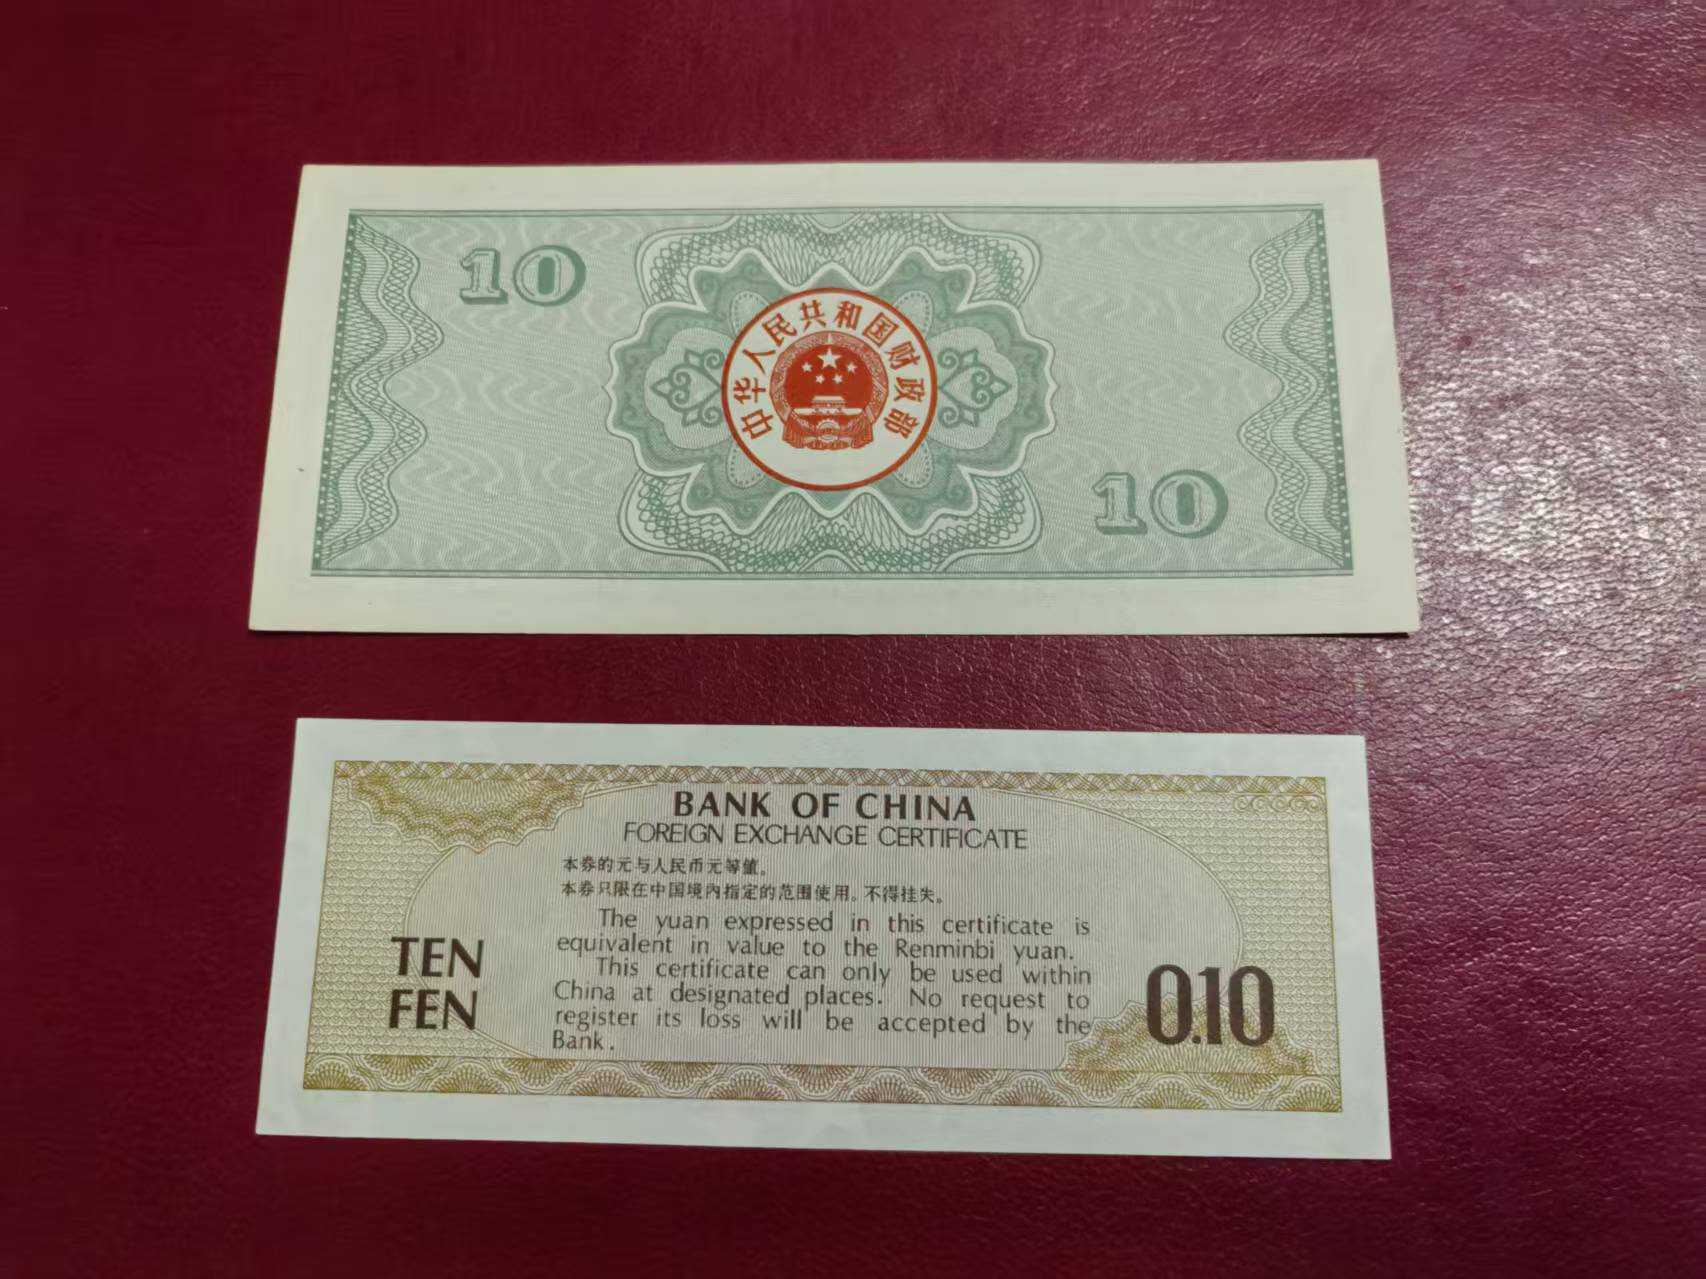 10
中华人民共和国财政部
10
BANK OF CHINA
FOREIGN EXCHANGE CERTIFICATE
本券的元与人民币元等值。
本券只限在中国境内指定的范围使用。不得挂失。
The yuan expressed in this certificate is
equivalent in value to the Renminbi yuan.
This certificate can only be used within
China at designated places. No request to
register its loss will be accepted by the
Bank.
TEN
FEN
0.10